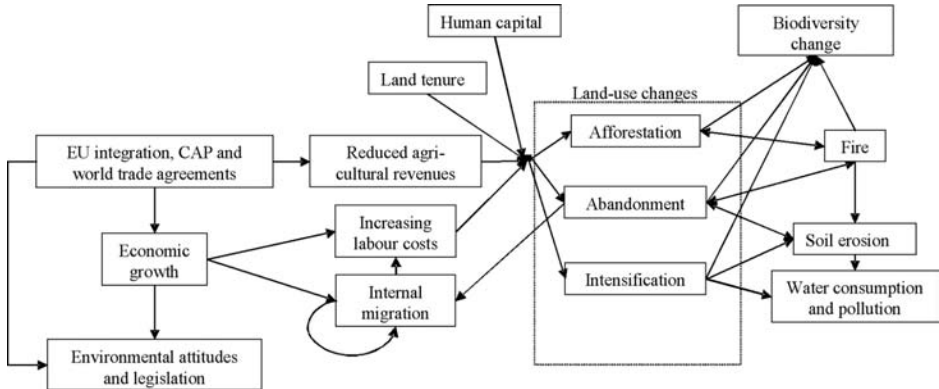 Human capital
Biodiversity
change
Land tenure
Land-use changes
Afforestation
EU integration, CAP and
world trade agreements
Reduced agri-
cultural revenues
Fire
Abandonment
Increasing
labour costs
Economic
growth
Soil erosion
Intensification
Internal
migration
Water consumption
and pollution
Environmental attitudes
and legislation